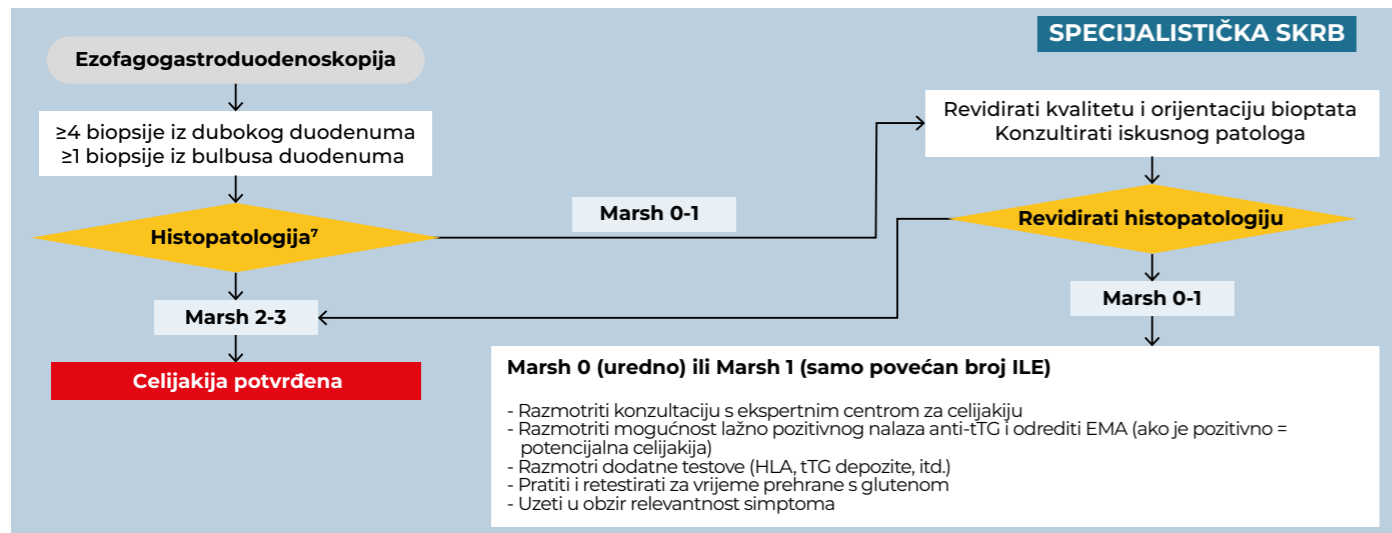 SPECIJALISTIČKA SKRB
Ezofagogastroduodenoskopija
≥4 biopsije iz dubokog duodenuma
≥1 biopsije iz bulbusa duodenuma
Histopatologija⁷
Marsh 0-1
Revidirati kvalitetu i orijentaciju bioptata
Konzultirati iskusnog patologa
Revidirati histopatologiju
Marsh 2-3
Celijakija potvrđena
Marsh 0-1
Marsh 0 (uredno) ili Marsh 1 (samo povećan broj ILE)
- Razmotriti konzultaciju s ekspertnim centrom za celijakiju
- Razmotriti mogućnost lažno pozitivnog nalaza anti-tTG i odrediti EMA (ako je pozitivno =
potencijalna celijakija)
- Razmotri dodatne testove (HLA, tTG depozite, itd.)
- Pratiti i retestirati za vrijeme prehrane s glutenom
- Uzeti u obzir relevantnost simptoma